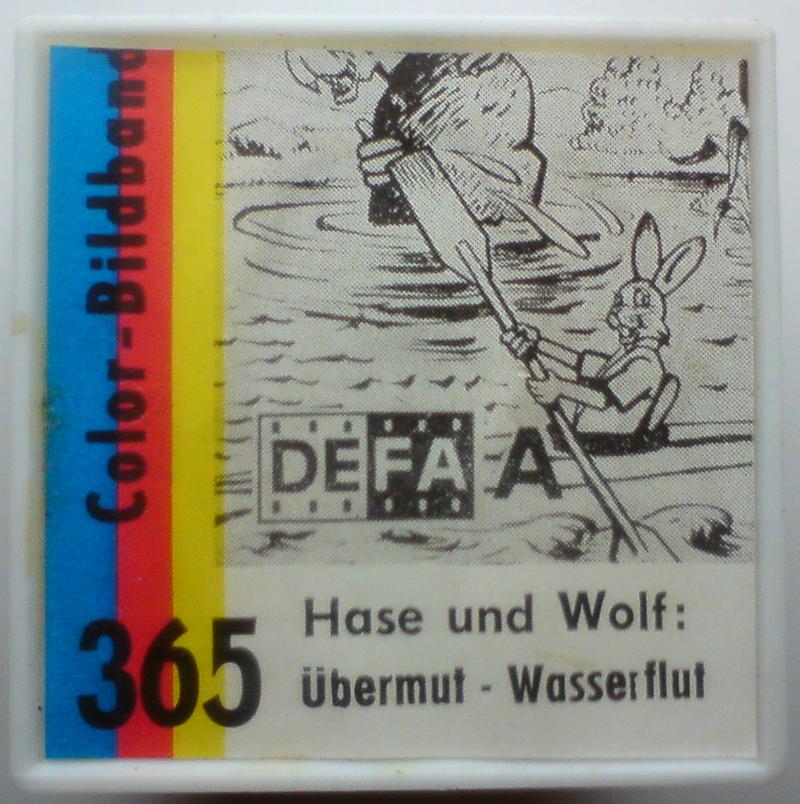 Color-Bildband
DEFA A
365
Hase und Wolf:
Übermut - Wasserflut